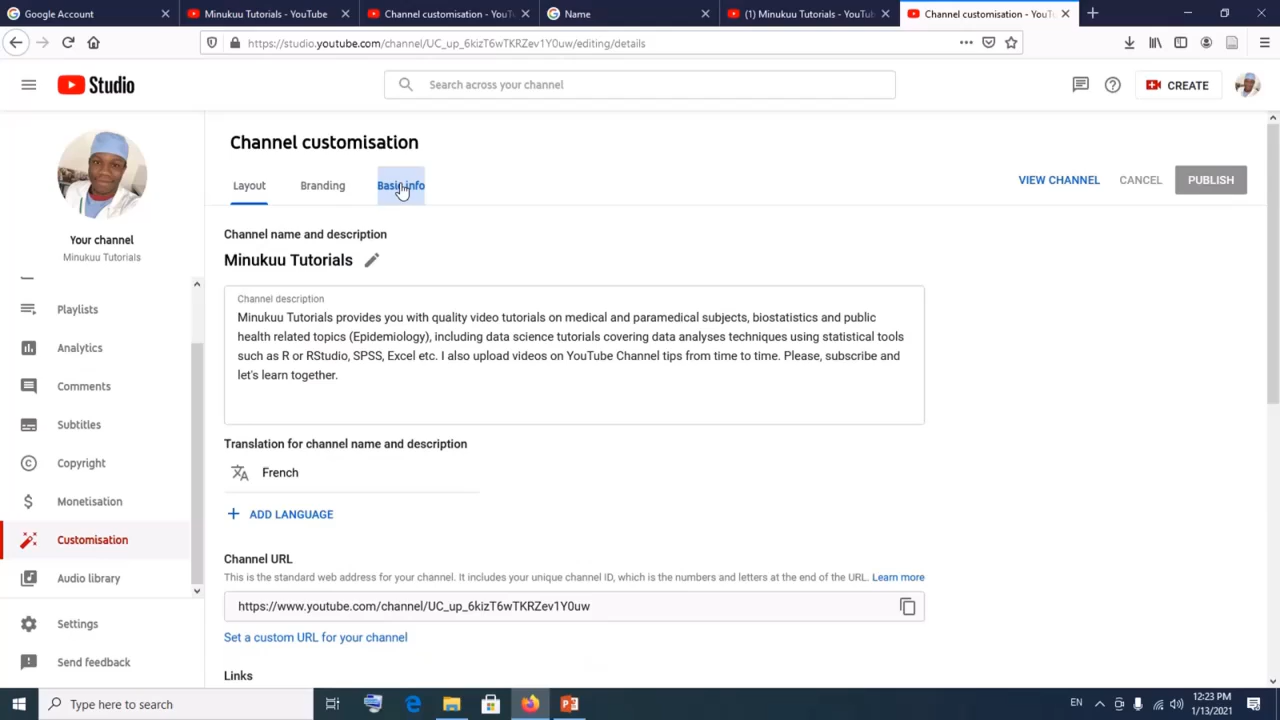 Google Account
Minukuu Tutorials - YouTube
Channel customisation - YouT
Name
(1) Minukuu Tutorials - YouTub
Channel customisation - YouT
https://studio.youtube.com/channel/UC_up_6kizT6wTKRZev1Y0uw/editing/details
Studio
Search across your channel
CREATE
Channel customisation
Layout
Branding
Basic info
VIEW CHANNEL
CANCEL
PUBLISH
Your channel
Minukuu Tutorials
Playlists
Analytics
Comments
Subtitles
Copyright
Monetisation
Customisation
Audio library
Settings
Send feedback
Channel name and description
Minukuu Tutorials
Channel description
Minukuu Tutorials provides you with quality video tutorials on medical and paramedical subjects, biostatistics and public
health related topics (Epidemiology), including data science tutorials covering data analyses techniques using statistical tools
such as R or RStudio, SPSS, Excel etc. I also upload videos on YouTube Channel tips from time to time. Please, subscribe and
let's learn together.
Translation for channel name and description
French
ADD LANGUAGE
Channel URL
This is the standard web address for your channel. It includes your unique channel ID, which is the numbers and letters at the end of the URL. Learn more
https://www.youtube.com/channel/UC_up_6kizT6wTKRZev1Y0uw
Set a custom URL for your channel
Links
Type here to search
EN
12:23 PM
1/13/2021